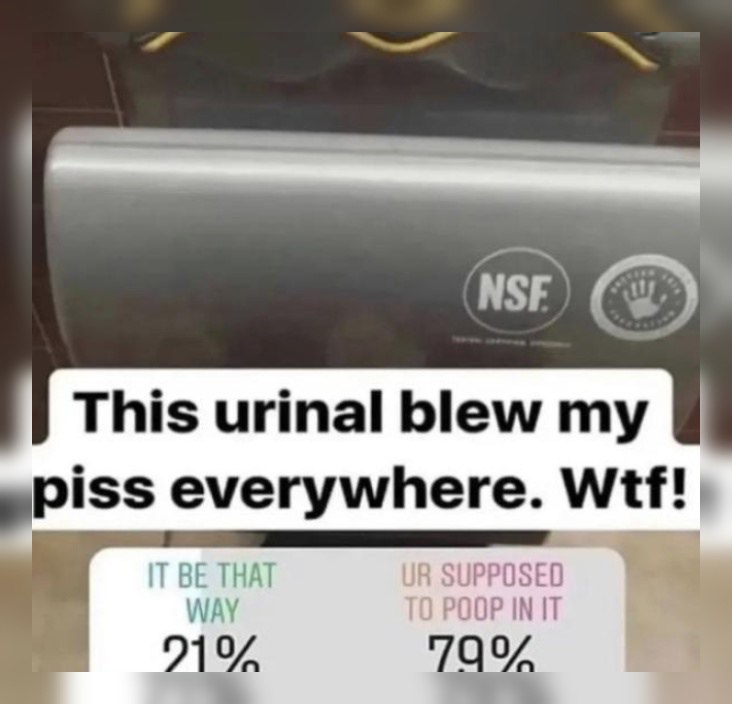 NSF.
This urinal blew my
piss everywhere. Wtf!
IT BE THAT
WAY
21%
UR SUPPOSED
TO POOP IN IT
79%